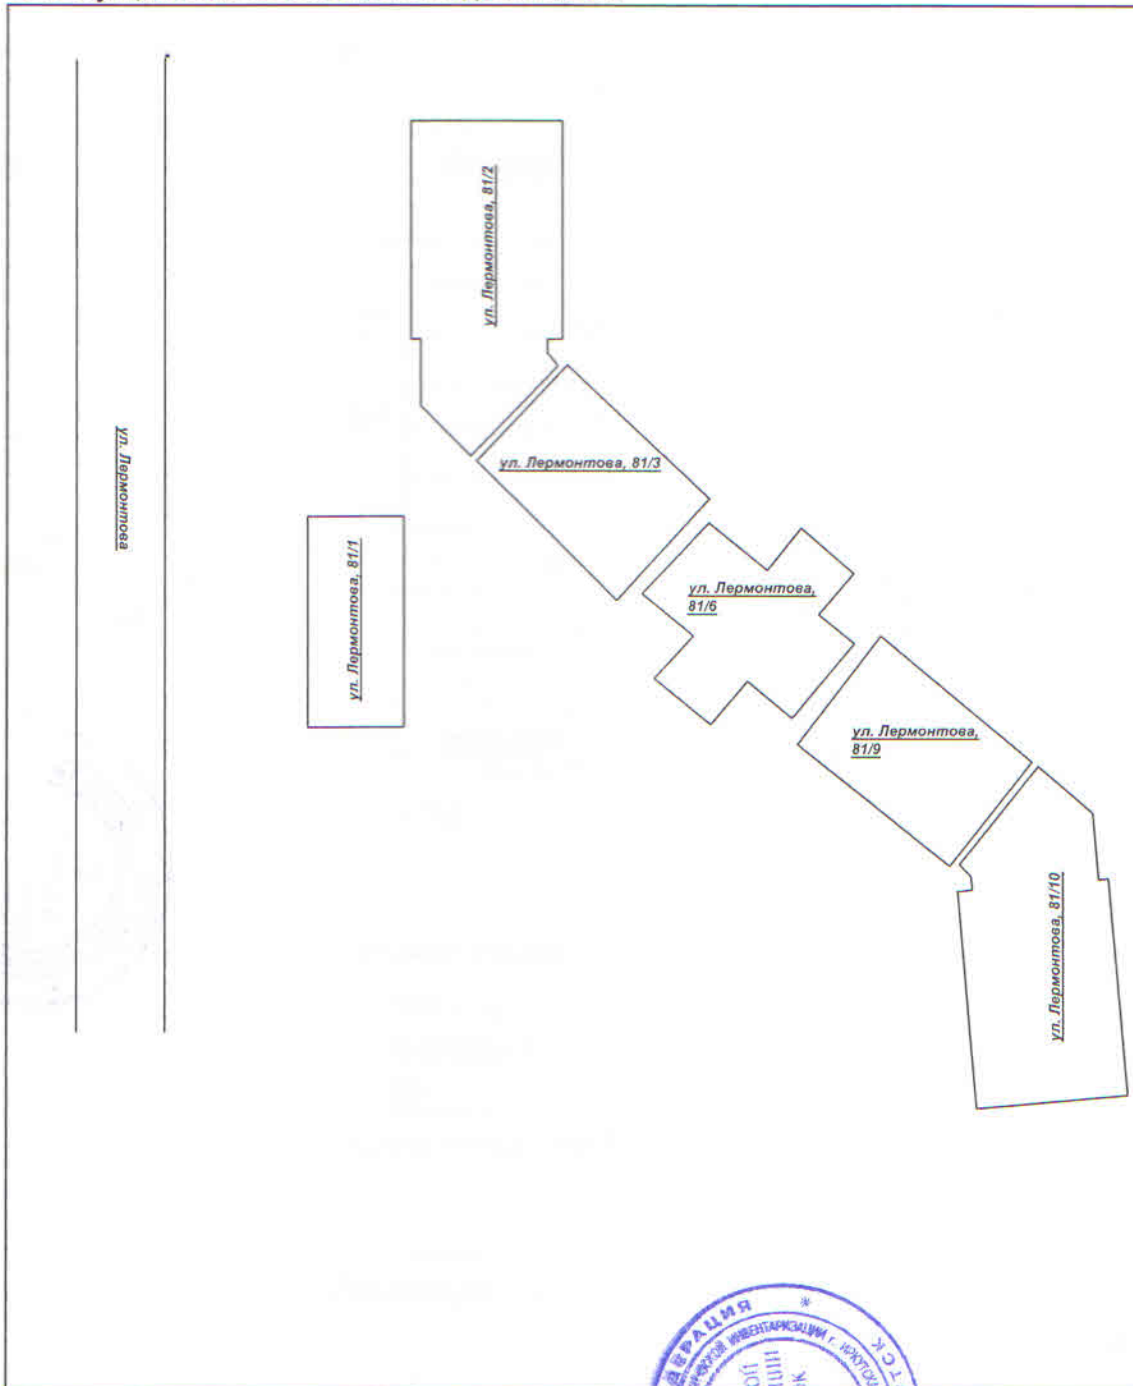 ул. Лермонтова, 81/2
ул. Лермонтова
ул. Лермонтова, 81/3
ул. Лермонтова, 81/1
ул. Лермонтова,
81/6
ул. Лермонтова,
81/9
ул. Лермонтова, 81/10
ИНВЕНТАРИЗАЦИИ г.